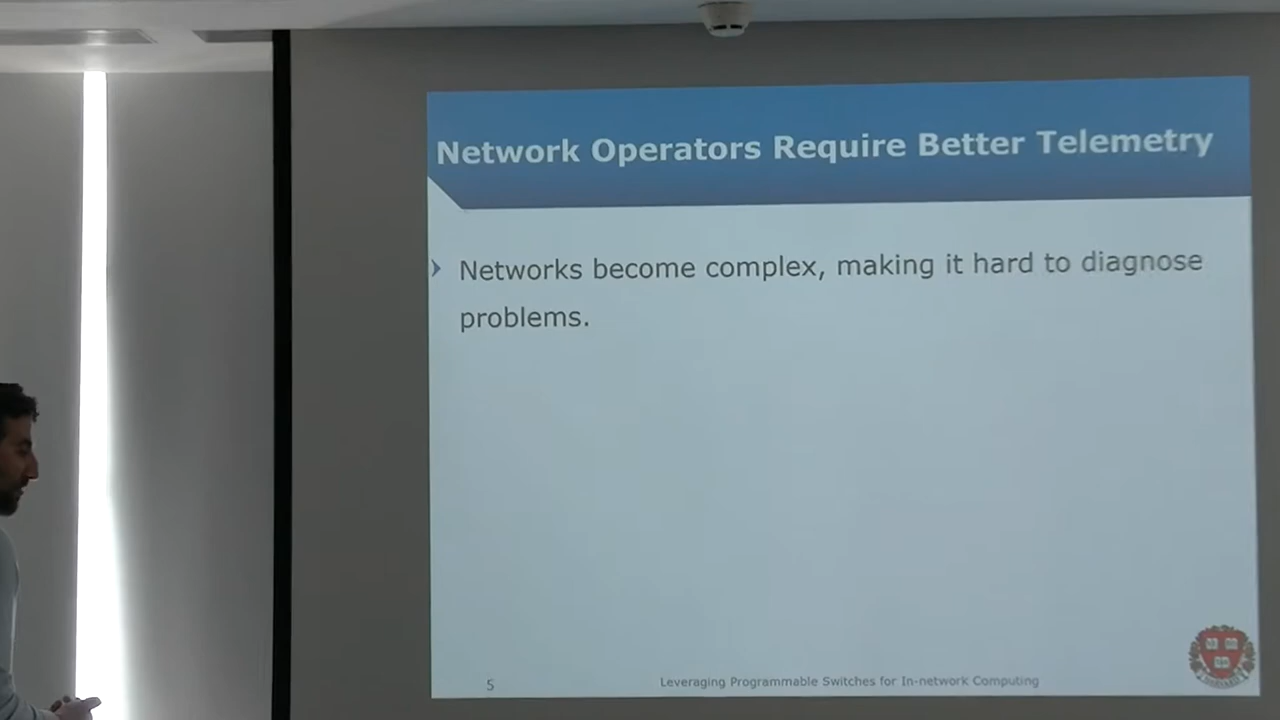 Network Operators Require Better Telemetry
Networks become complex, making it hard to diagnose
problems.
5
Leveraging Programmable Switches for In-network Computing